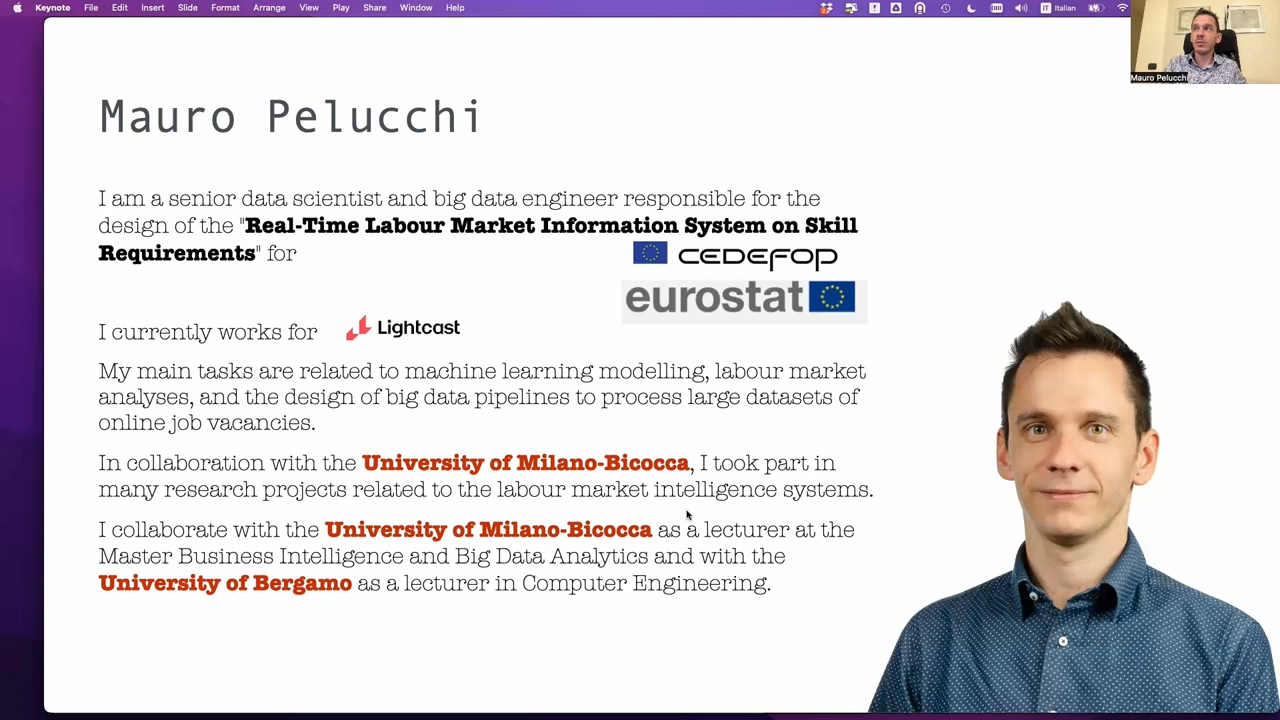 Keynote File Edit Insert Slide Format Arrange View Play Share Window Help Italian
Mauro Pelucchi
Mauro Pelucchi
I am a senior data scientist and big data engineer responsible for the
design of the "Real-Time Labour Market Information System on Skill
Requirements" for
CEDEFOP
eurostat
I currently works for Lightcast
My main tasks are related to machine learning modelling, labour market
analyses, and the design of big data pipelines to process large datasets of
online job vacancies.
In collaboration with the University of Milano-Bicocca, I took part in
many research projects related to the labour market intelligence systems.
I collaborate with the University of Milano-Bicocca as a lecturer at the
Master Business Intelligence and Big Data Analytics and with the
University of Bergamo as a lecturer in Computer Engineering.